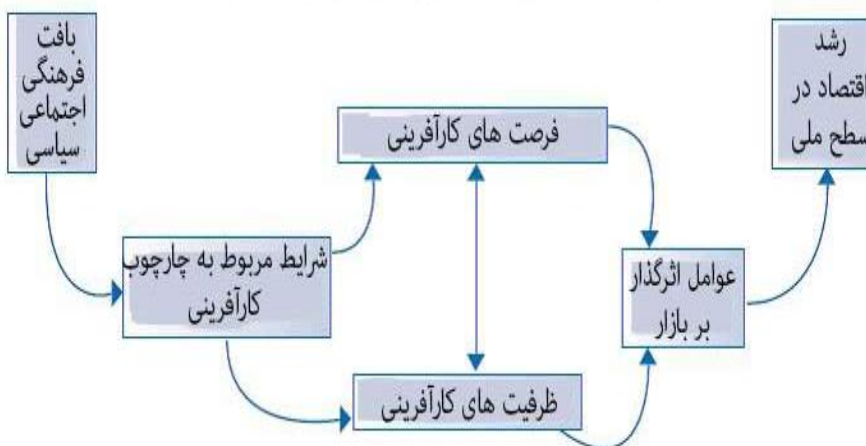 بافت
فرهنگی
اجتماعی
سیاسی
شرایط مربوط به چارچوب
کارآفرینی
فرصت های کارآفرینی
ظرفیت های کارآفرینی
عوامل اثرگذار
بر بازار
رشد
اقتصاد در
سطح ملی